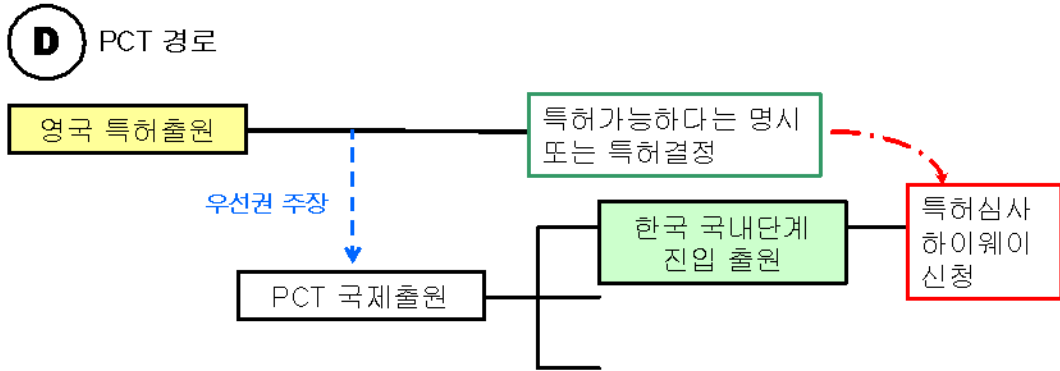 D PCT 경로
영국 특허출원
특허가능하다는 명시
또는 특허결정
우선권 주장
특허심사
하이웨이
신청
한국 국내단계
진입 출원
PCT 국제출원